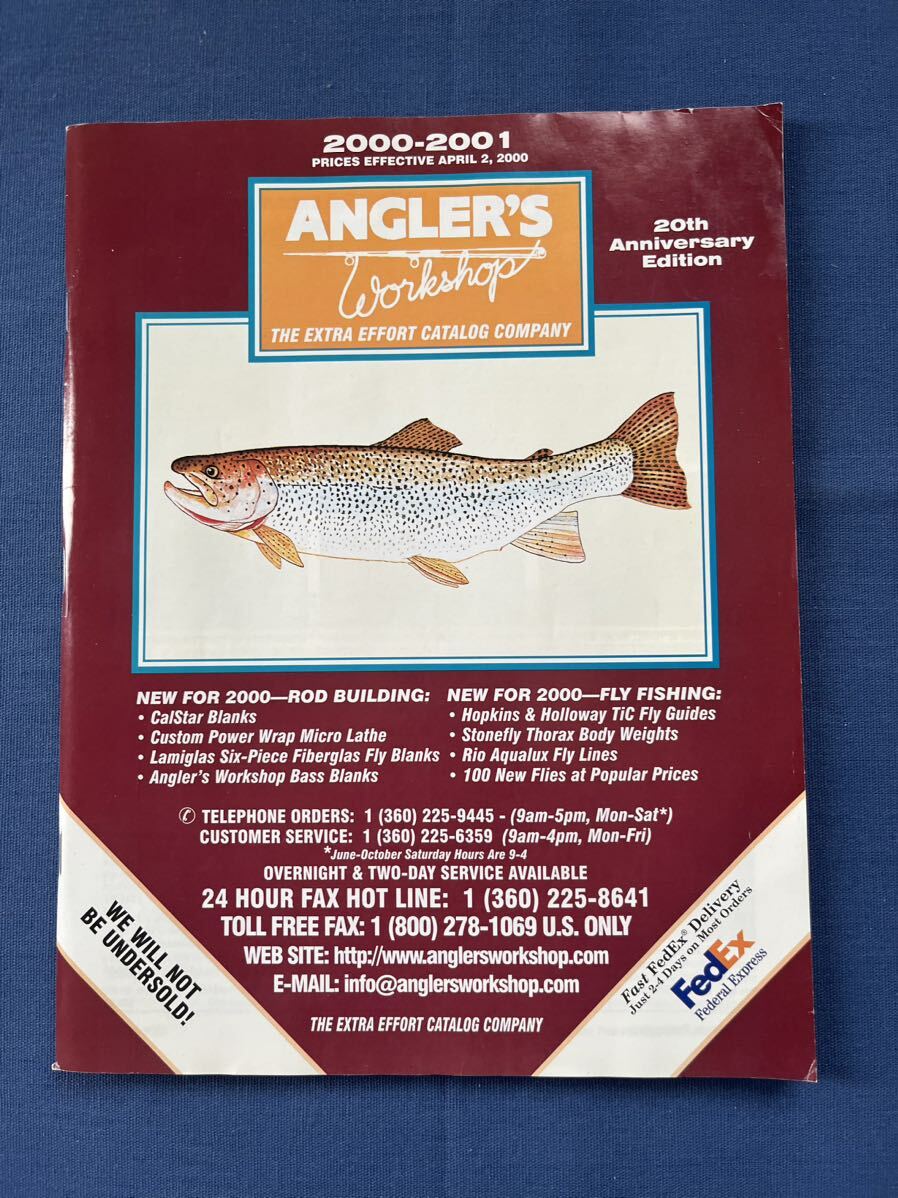 2000-2001
PRICES EFFECTIVE APRIL 2, 2000
ANGLER'S
Workshop
THE EXTRA EFFORT CATALOG COMPANY
20th
Anniversary
Edition
NEW FOR 2000—ROD BUILDING:
• CalStar Blanks
• Custom Power Wrap Micro Lathe
• Lamiglas Six-Piece Fiberglas Fly Blanks
• Angler's Workshop Bass Blanks
NEW FOR 2000—FLY FISHING:
• Hopkins & Holloway TiC Fly Guides
• Stonefly Thorax Body Weights
• Rio Aqualux Fly Lines
• 100 New Flies at Popular Prices
✆ TELEPHONE ORDERS: 1 (360) 225-9445 - (9am-5pm, Mon-Sat*)
CUSTOMER SERVICE: 1 (360) 225-6359 (9am-4pm, Mon-Fri)
*June-October Saturday Hours Are 9-4
OVERNIGHT & TWO-DAY SERVICE AVAILABLE
24 HOUR FAX HOT LINE: 1 (360) 225-8641
TOLL FREE FAX: 1 (800) 278-1069 U.S. ONLY
WEB SITE: http://www.anglersworkshop.com
E-MAIL: info@anglersworkshop.com
THE EXTRA EFFORT CATALOG COMPANY
WE WILL NOT
BE UNDERSOLD!
Fast FedEx® Delivery
Just 2-4 Days on Most Orders
FedEx
Federal Express